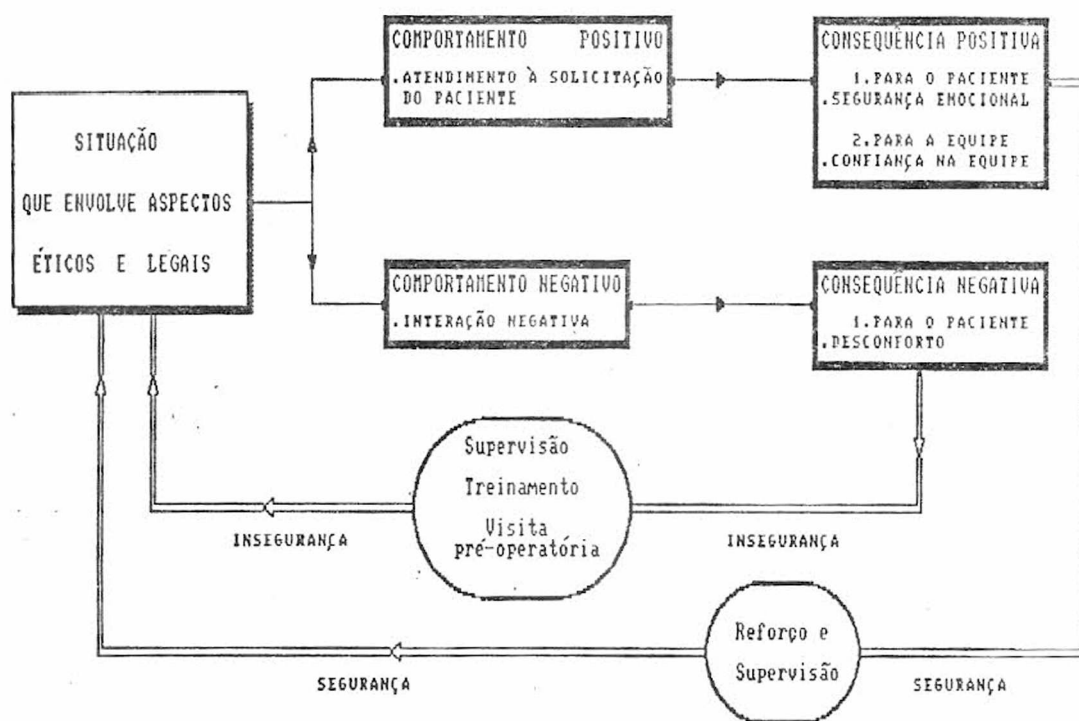 SITUAÇÃO
QUE ENVOLVE ASPECTOS
ÉTICOS E LEGAIS
COMPORTAMENTO POSITIVO
.ATENDIMENTO À SOLICITAÇÃO
DO PACIENTE
CONSEQUÊNCIA POSITIVA
1.PARA O PACIENTE
.SEGURANÇA EMOCIONAL
2.PARA A EQUIPE
.CONFIANÇA NA EQUIPE
COMPORTAMENTO NEGATIVO
.INTERAÇÃO NEGATIVA
CONSEQUÊNCIA NEGATIVA
1.PARA O PACIENTE
.DESCONFORTO
Supervisão
Treinamento
Visita
pré-operatória
INSEGURANÇA
INSEGURANÇA
Reforço e
Supervisão
SEGURANÇA
SEGURANÇA